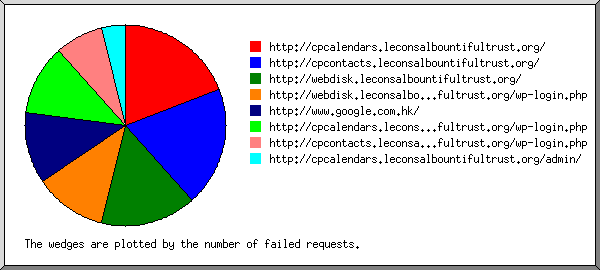 http://cpcalendars.leconsalbountifultrust.org/
http://cpcontacts.leconsalbountifultrust.org/
http://webdisk.leconsalbountifultrust.org/
http://webdisk.leconsalbo...fultrust.org/wp-login.php
http://www.google.com.hk/
http://cpcalendars.lecons...fultrust.org/wp-login.php
http://cpcontacts.leconsa...fultrust.org/wp-login.php
http://cpcalendars.leconsalbountifultrust.org/admin/
The wedges are plotted by the number of failed requests.